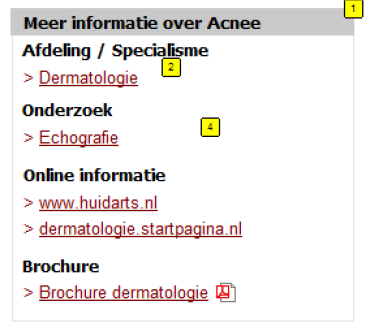 1
Meer informatie over Acnee
Afdeling / Specialisme
> Dermatologie 2
Onderzoek
> Echografie 4
Online informatie
> www.huidarts.nl
> dermatologie.startpagina.nl
Brochure
> Brochure dermatologie